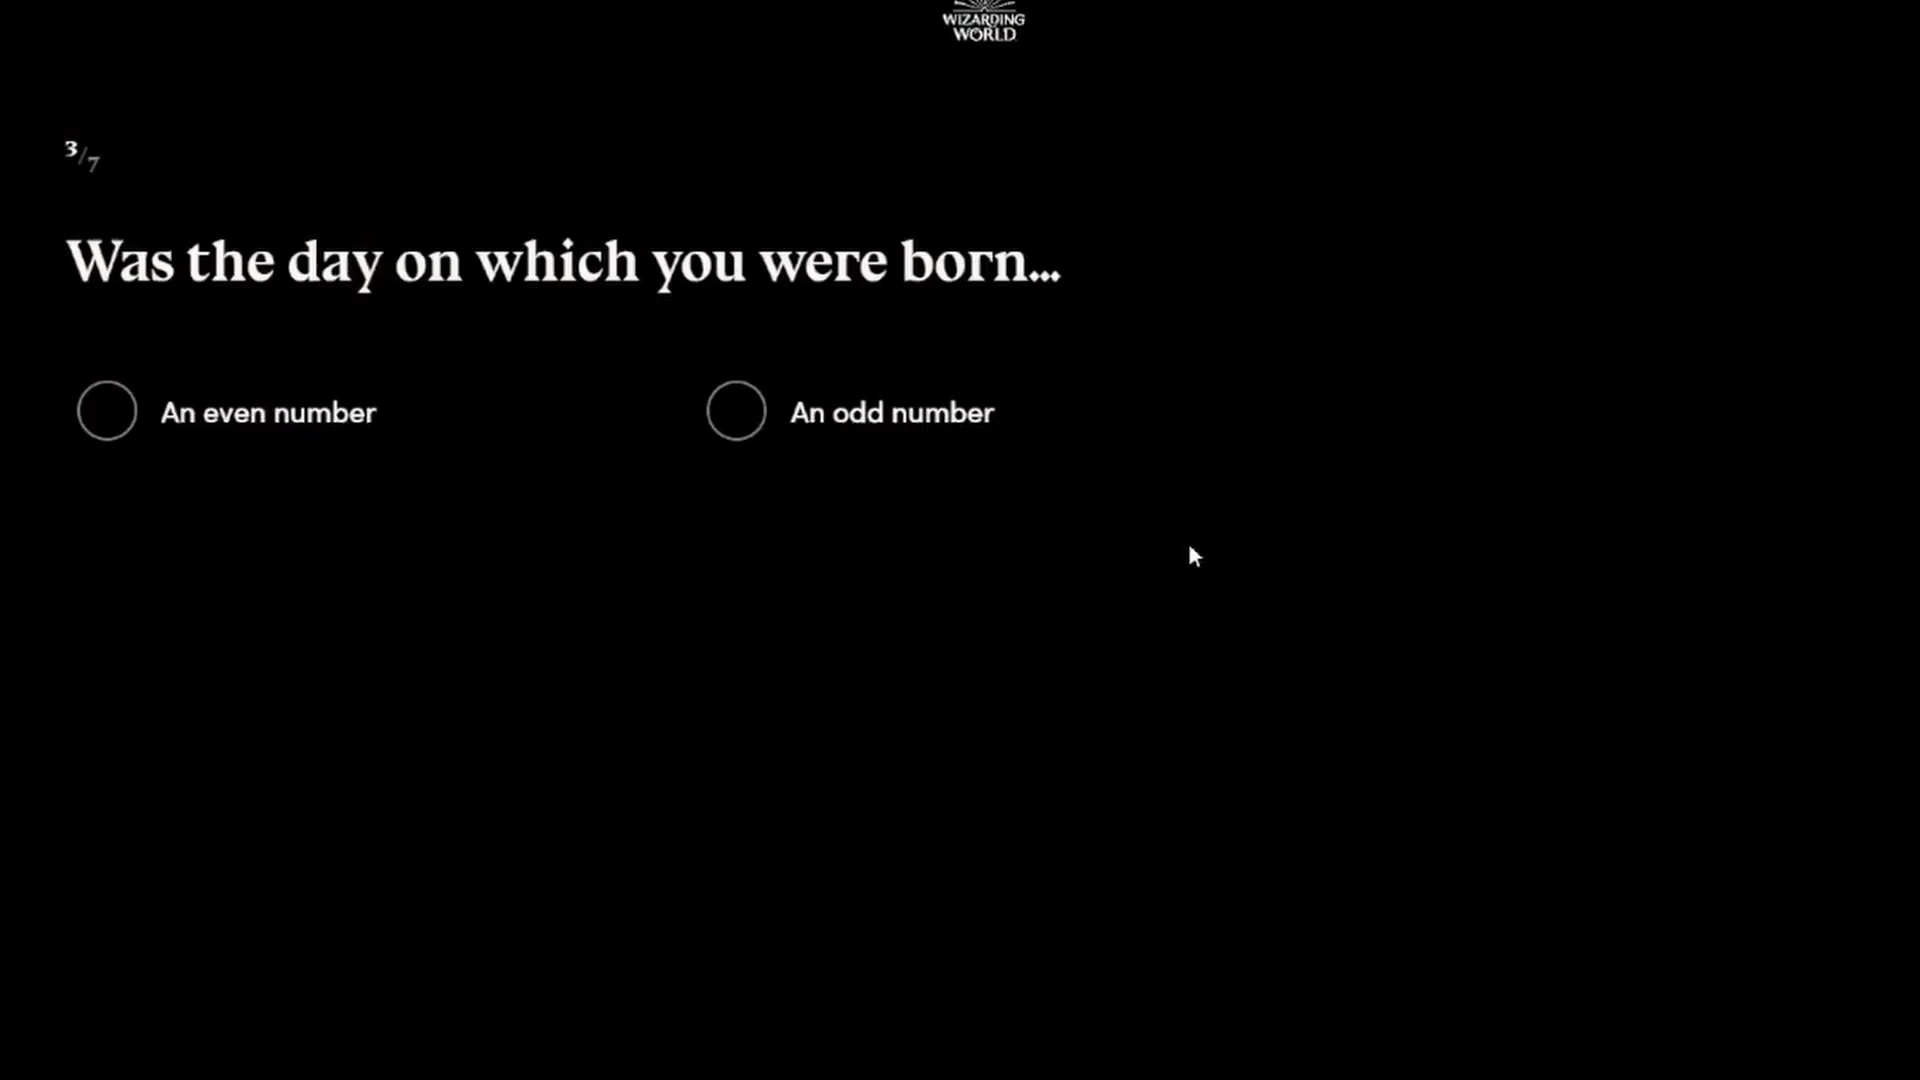 WIZARDING
WORLD
3/7
Was the day on which you were born...
An even number
An odd number